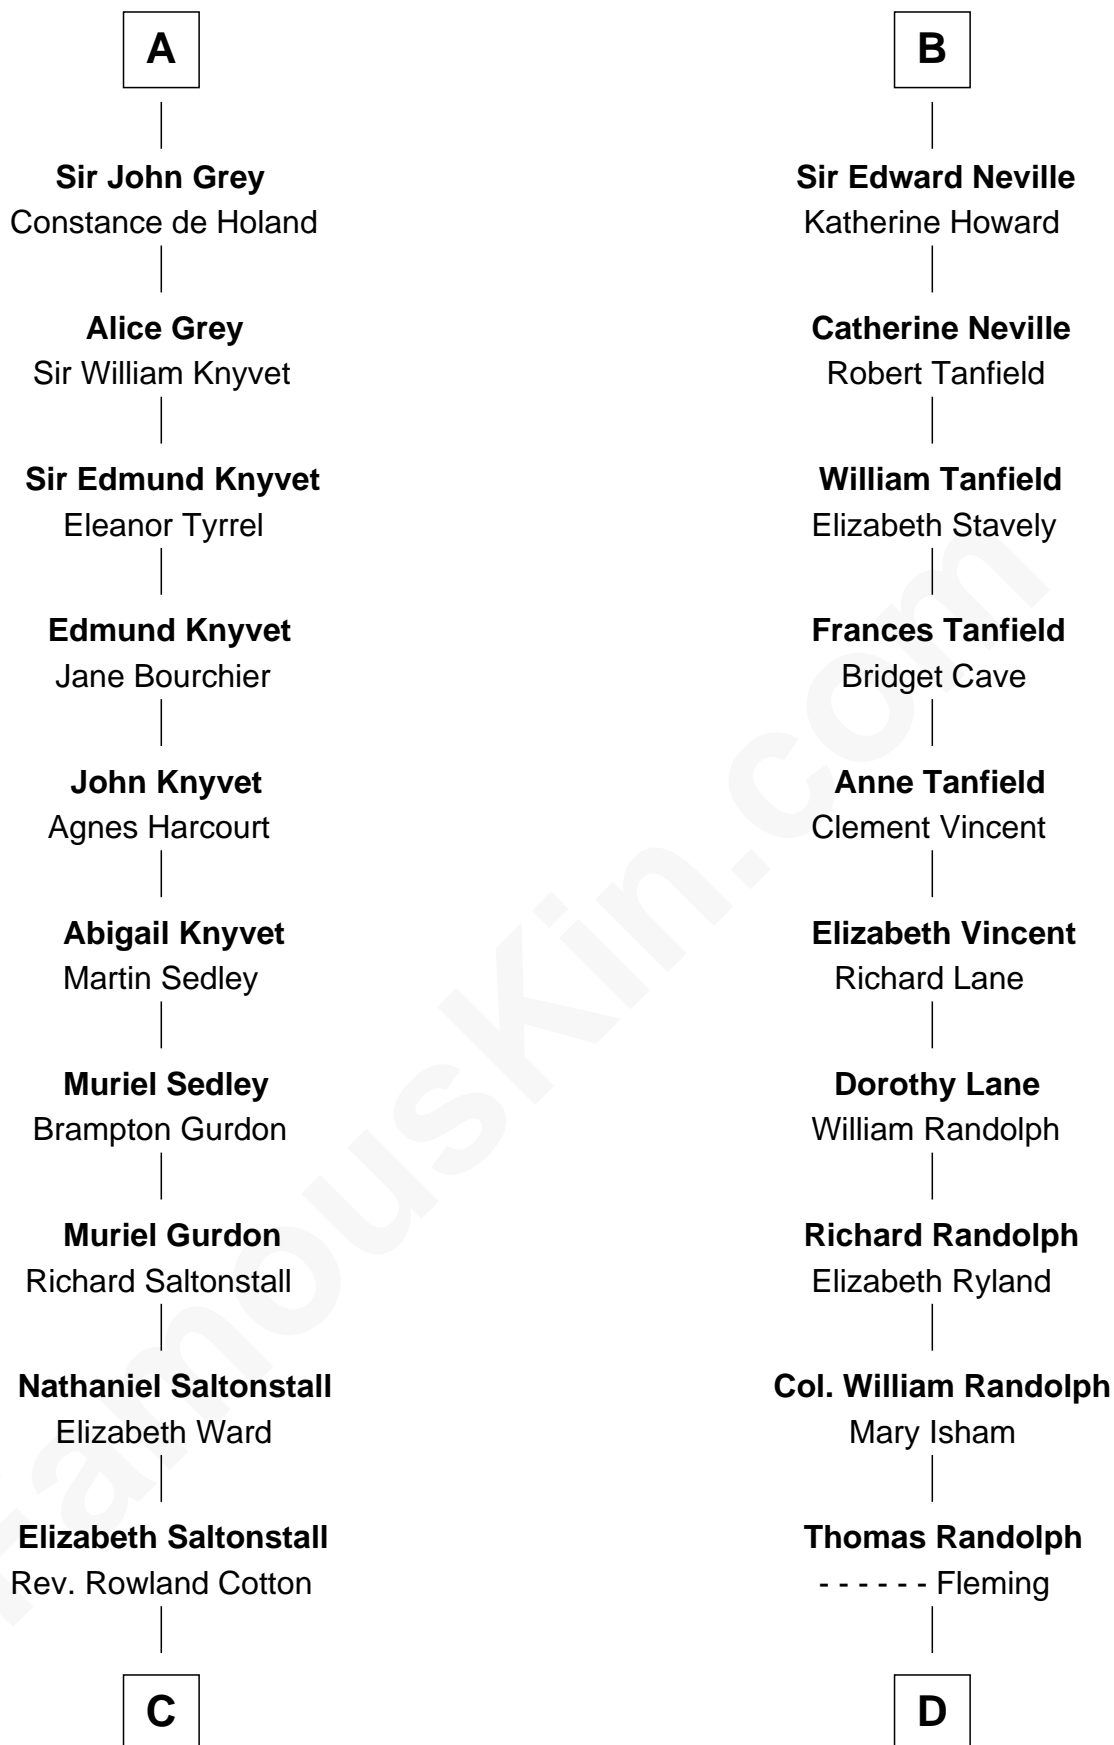 A
Sir John Grey
Constance de Holand
Alice Grey
Sir William Knyvet
Sir Edmund Knyvet
Eleanor Tyrrel
Edmund Knyvet
Jane Bourchier
John Knyvet
Agnes Harcourt
Abigail Knyvet
Martin Sedley
Muriel Sedley
Brampton Gurdon
Muriel Gurdon
Richard Saltonstall
Nathaniel Saltonstall
Elizabeth Ward
Elizabeth Saltonstall
Rev. Rowland Cotton
C
B
Sir Edward Neville
Katherine Howard
Catherine Neville
Robert Tanfield
William Tanfield
Elizabeth Stavely
Frances Tanfield
Bridget Cave
Anne Tanfield
Clement Vincent
Elizabeth Vincent
Richard Lane
Dorothy Lane
William Randolph
Richard Randolph
Elizabeth Ryland
Col. William Randolph
Mary Isham
Thomas Randolph
- - - - - - Fleming
D
FamousKin.com